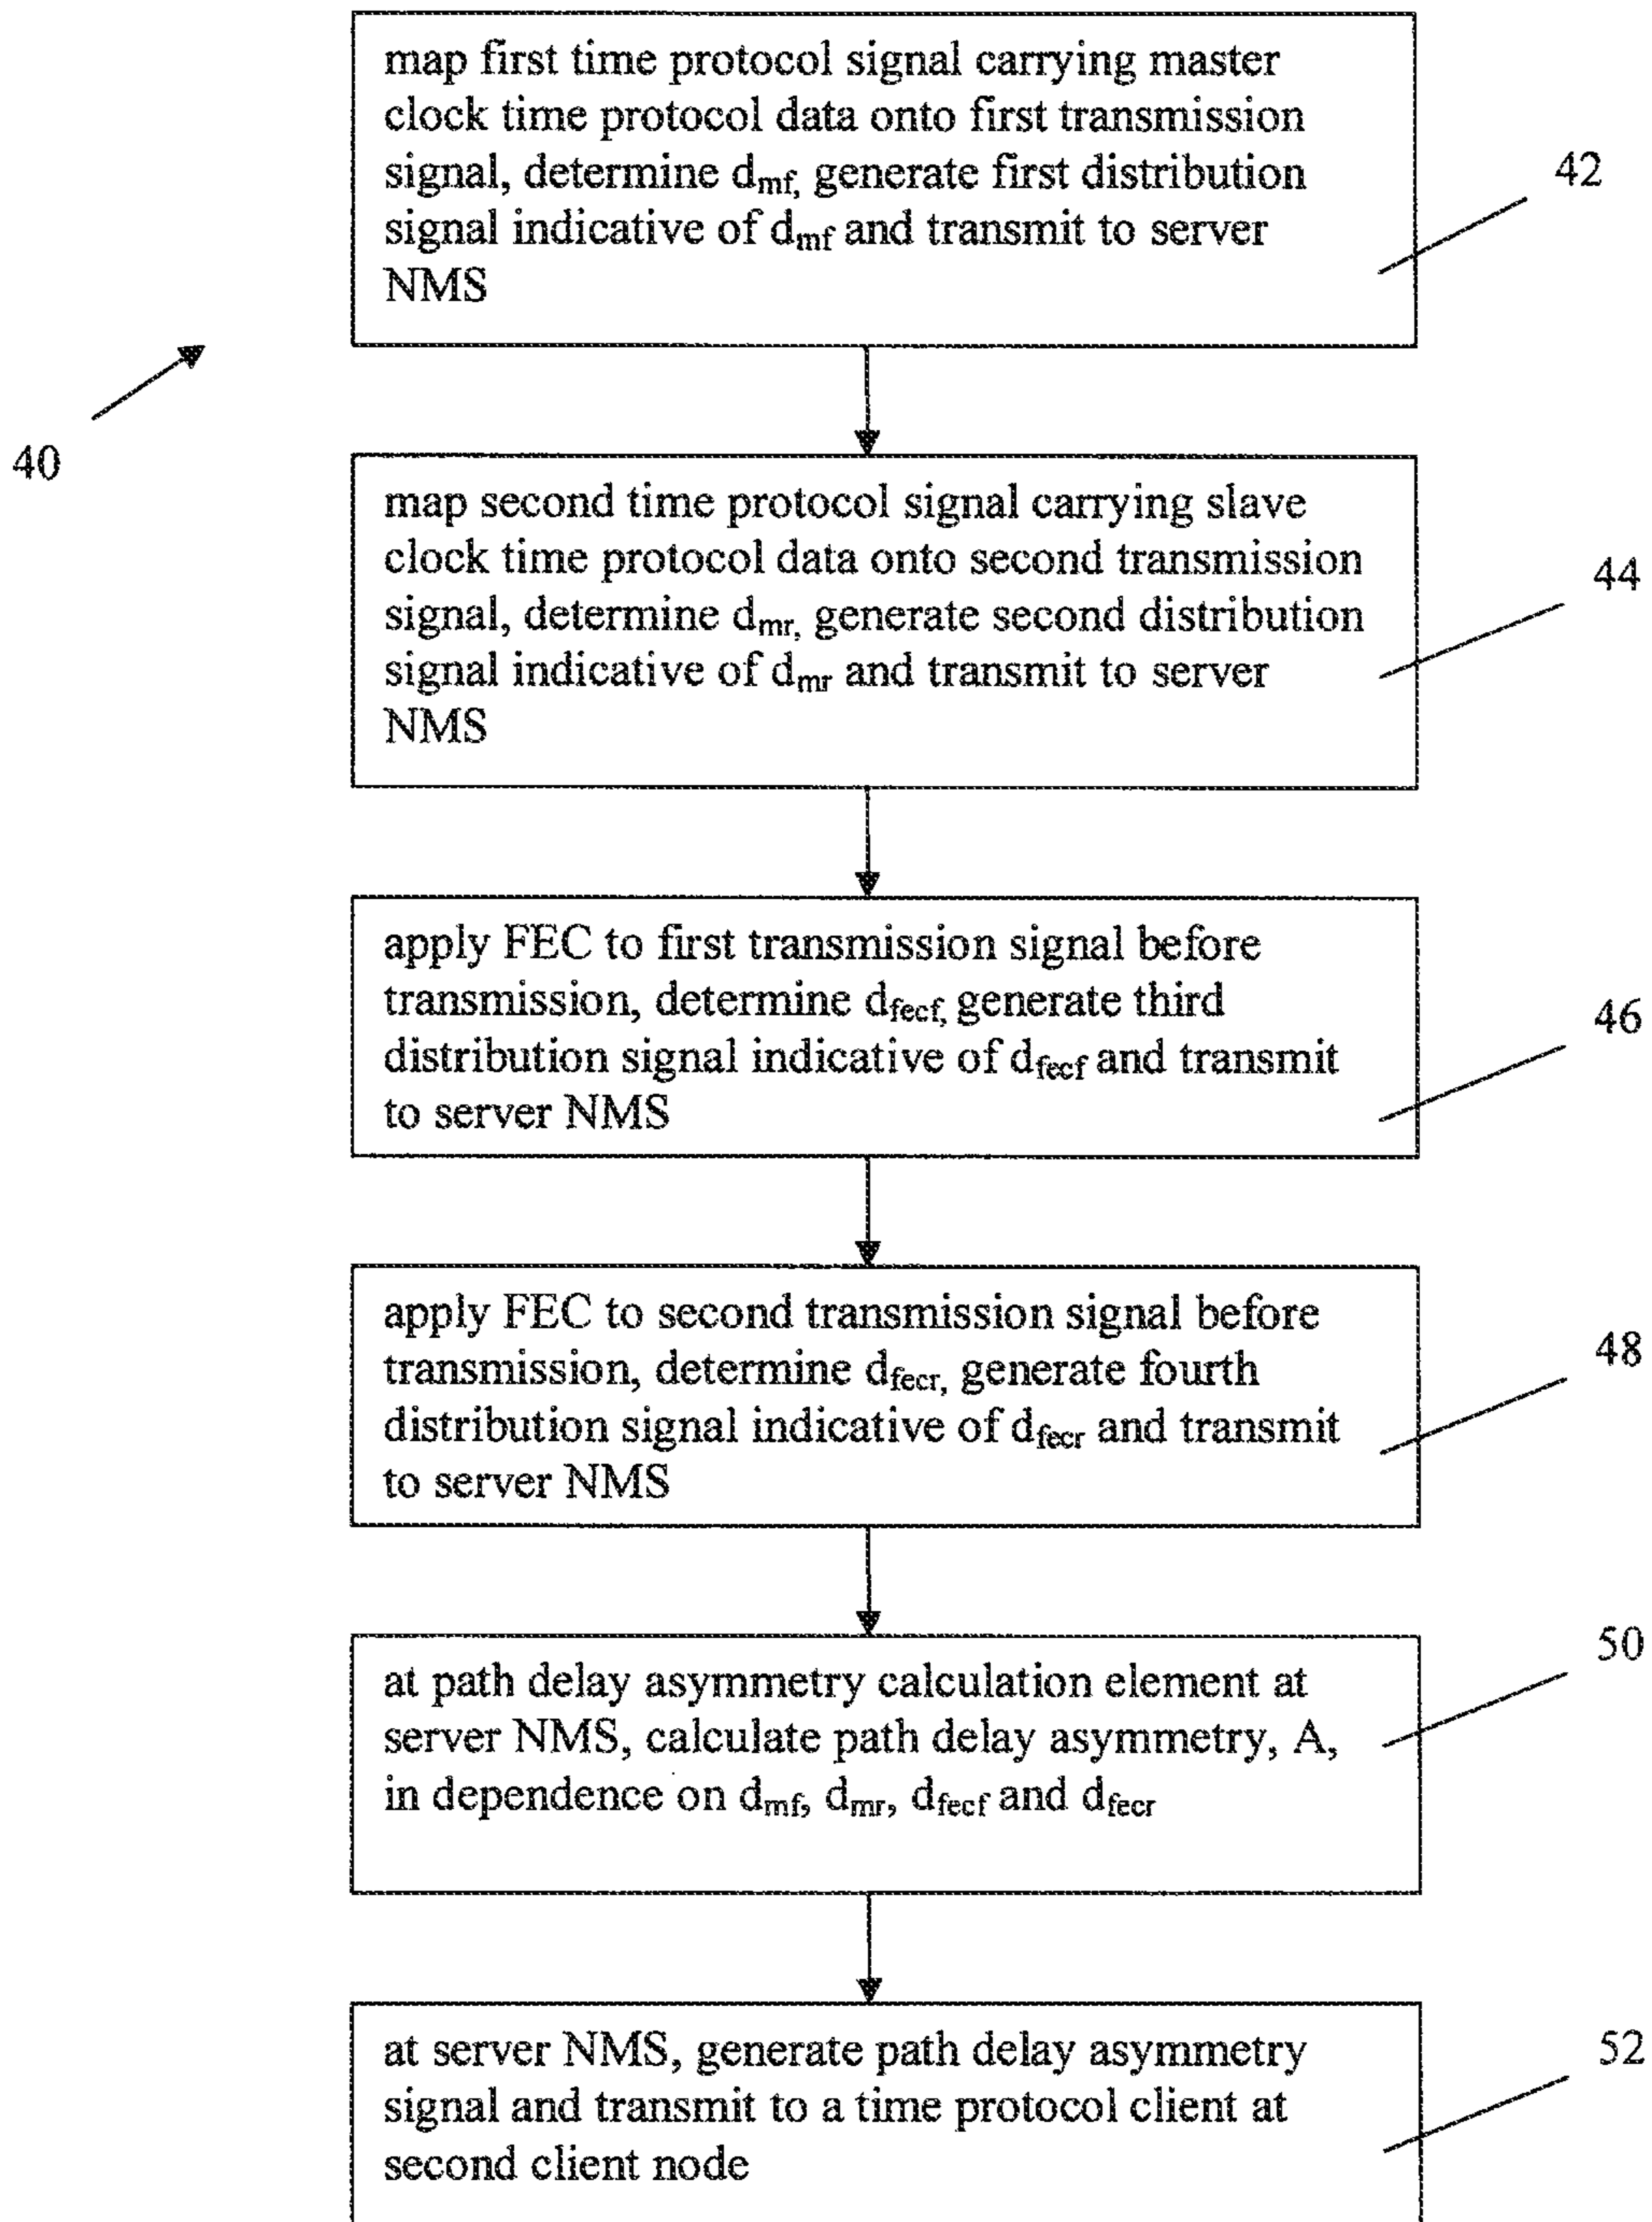 map first time protocol signal carrying master
clock time protocol data onto first transmission
signal, determine dmf, generate first distribution
signal indicative of dmf and transmit to server
NMS
42
40
map second time protocol signal carrying slave
clock time protocol data onto second transmission
signal, determine dmr, generate second distribution
signal indicative of dmr and transmit to server
NMS
44
apply FEC to first transmission signal before
transmission, determine dfecf, generate third
distribution signal indicative of dfecf and transmit
to server NMS
46
apply FEC to second transmission signal before
transmission, determine dfecr, generate fourth
distribution signal indicative of dfecr and transmit
to server NMS
48
at path delay asymmetry calculation element at
server NMS, calculate path delay asymmetry, A,
in dependence on dmf, dmr, dfecf and dfecr
50
at server NMS, generate path delay asymmetry
signal and transmit to a time protocol client at
second client node
52